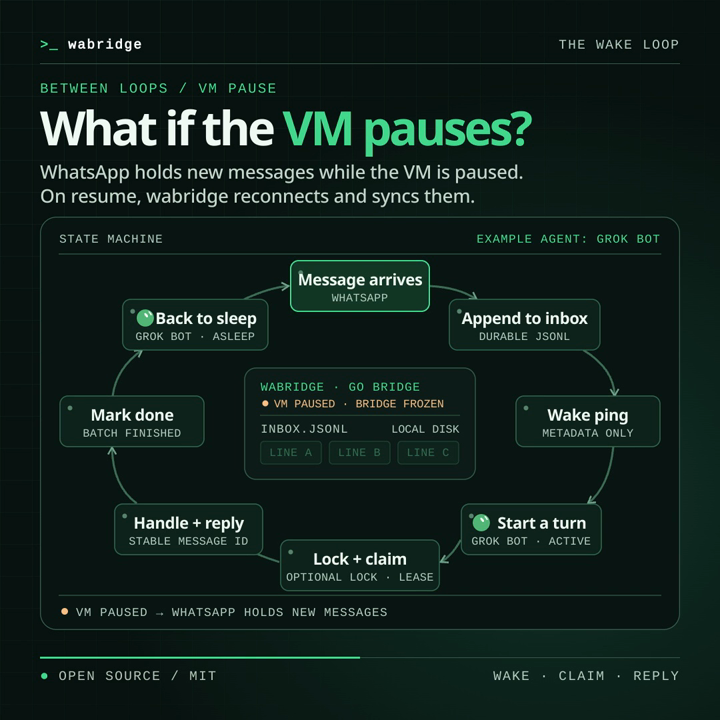 >_ wabridge
THE WAKE LOOP
BETWEEN LOOPS / VM PAUSE
What if the VM pauses?
WhatsApp holds new messages while the VM is paused.
On resume, wabridge reconnects and syncs them.
STATE MACHINE
EXAMPLE AGENT: GROK BOT
Message arrives
WHATSAPP
Back to sleep
GROK BOT · ASLEEP
Append to inbox
DURABLE JSONL
WABRIDGE · GO BRIDGE
VM PAUSED · BRIDGE FROZEN
INBOX.JSONL
LOCAL DISK
LINE A
LINE B
LINE C
Mark done
BATCH FINISHED
Wake ping
METADATA ONLY
Handle + reply
STABLE MESSAGE ID
Start a turn
GROK BOT · ACTIVE
Lock + claim
OPTIONAL LOCK · LEASE
VM PAUSED → WHATSAPP HOLDS NEW MESSAGES
OPEN SOURCE / MIT
WAKE · CLAIM · REPLY